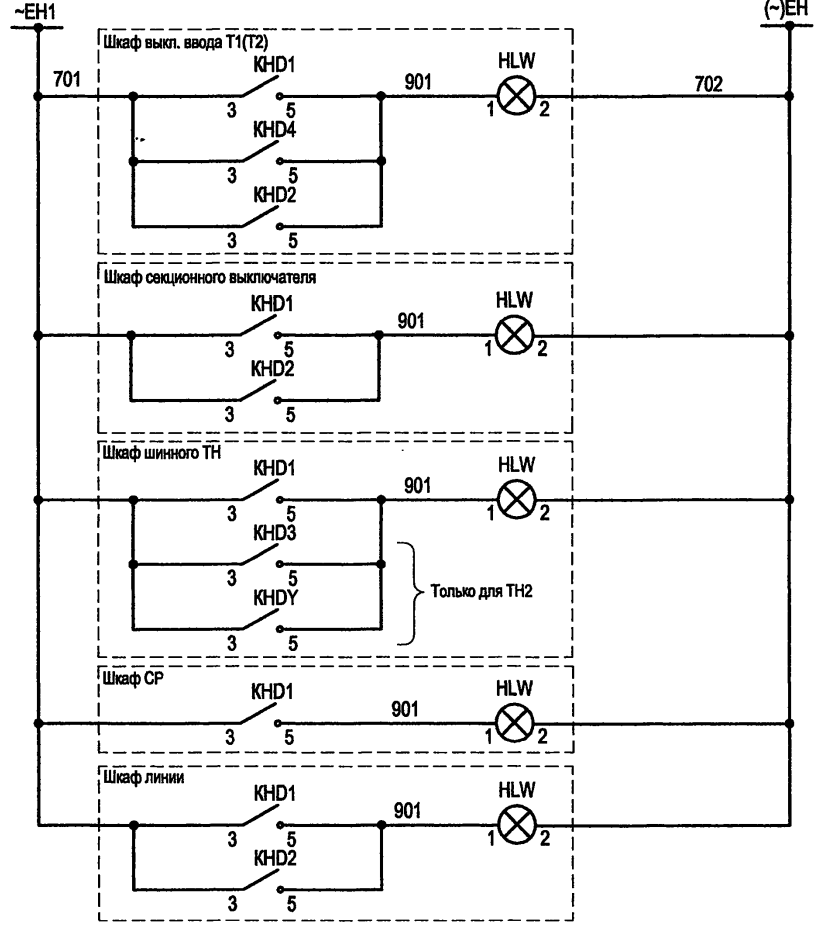 ~EH1
(~)EH
Шкаф выкл. ввода Т1(Т2)
701
KHD1
901
HLW
702
3
5
1
2
KHD4
3
5
KHD2
3
5
Шкаф секционного выключателя
KHD1
901
HLW
3
5
1
2
KHD2
3
5
Шкаф шинного ТН
KHD1
901
HLW
3
5
1
2
KHD3
3
5
Только для ТН2
KHDY
3
5
Шкаф СР
KHD1
901
HLW
3
5
1
2
Шкаф линии
KHD1
901
HLW
3
5
1
2
KHD2
3
5